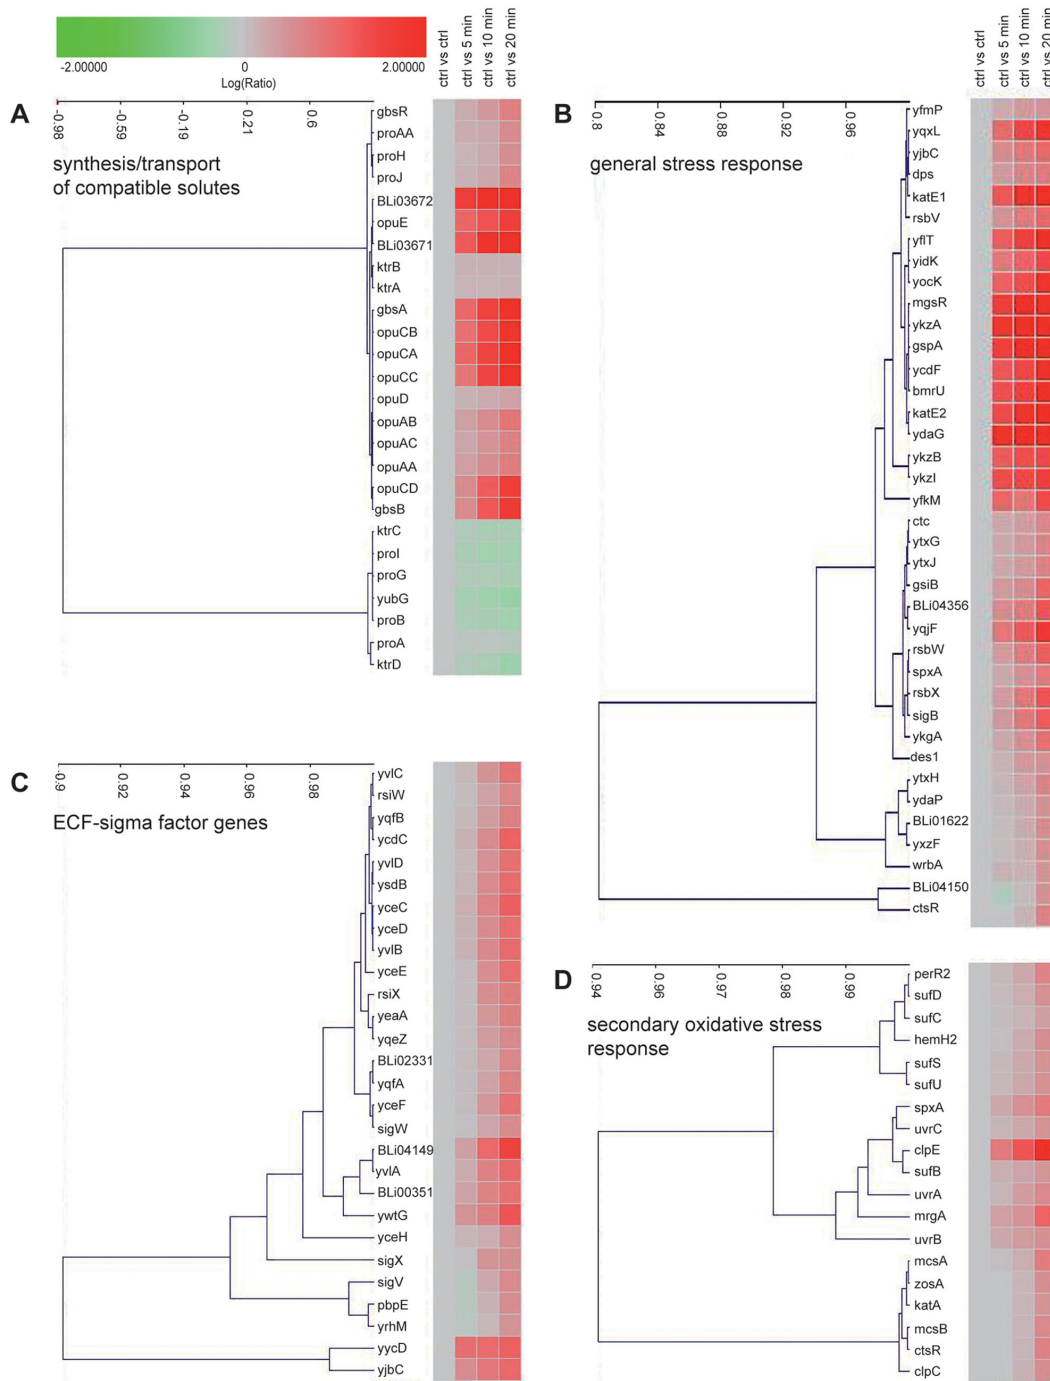 -2.00000
0
2.00000
Log(Ratio)
ctrl vs ctrl
ctrl vs 5 min
ctrl vs 10 min
ctrl vs 20 min
A
-0.98
-0.59
-0.19
0.21
0.6
synthesis/transport
of compatible solutes
gbsR
proAA
proH
proJ
BLi03672
opuE
BLi03671
ktrB
ktrA
gbsA
opuCB
opuCA
opuCC
opuD
opuAB
opuAC
opuAA
opuCD
gbsB
ktrC
proI
proG
yubG
proB
proA
ktrD
ctrl vs ctrl
ctrl vs 5 min
ctrl vs 10 min
ctrl vs 20 min
B
0.8
0.84
0.92
0.96
general stress response
yfmP
yqxL
yjbC
dps
katE1
rsbV
yflT
yidK
yocK
mgsR
ykzA
gspA
ycdF
bmrU
katE2
ydaG
ykzB
ykzI
yfkM
ctc
ytxG
ytxJ
gsiB
BLi04356
yqjF
rsbW
spxA
rsbX
sigB
ykgA
des1
ytxH
ydaP
BLi01622
yxzF
wrbA
BLi04150
ctsR
C
0.9
0.92
0.94
0.96
0.98
ECF-sigma factor genes
yvlC
rsiW
yqfB
ycdC
yvlD
ysdB
yceC
yceD
yvlB
yceE
rsiX
yeaA
yqeZ
BLi02331
yqfA
yceF
sigW
BLi04149
yvlA
BLi00351
ywtG
yceH
sigX
sigV
pbpE
yrhM
yycD
yjbC
D
0.94
0.96
0.97
0.98
0.99
secondary oxidative stress
response
perR2
sufD
sufC
hemH2
sufS
sufU
spxA
uvrC
clpE
sufB
uvrA
mrgA
uvrB
mcsA
zosA
katA
mcsB
ctsR
clpC